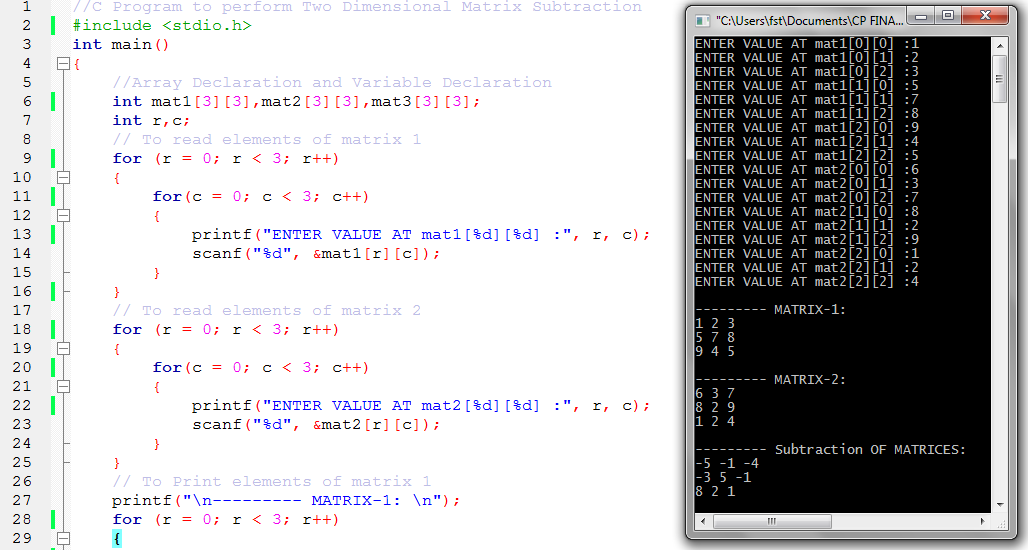 1 //C Program to perform Two Dimensional Matrix Subtraction
2 #include <stdio.h>
3 int main()
4 {
5 //Array Declaration and Variable Declaration
6 int mat1[3][3],mat2[3][3],mat3[3][3];
7 int r,c;
8 // To read elements of matrix 1
9 for (r = 0; r < 3; r++)
10 {
11 for(c = 0; c < 3; c++)
12 {
13 printf("ENTER VALUE AT mat1[%d][%d] :", r, c);
14 scanf("%d", &mat1[r][c]);
15 }
16 }
17 // To read elements of matrix 2
18 for (r = 0; r < 3; r++)
19 {
20 for(c = 0; c < 3; c++)
21 {
22 printf("ENTER VALUE AT mat2[%d][%d] :", r, c);
23 scanf("%d", &mat2[r][c]);
24 }
25 }
26 // To Print elements of matrix 1
27 printf("\n--------- MATRIX-1: \n");
28 for (r = 0; r < 3; r++)
29 {
"C:\Users\fst\Documents\CP FINA...
ENTER VALUE AT mat1[0][0] :1
ENTER VALUE AT mat1[0][1] :2
ENTER VALUE AT mat1[0][2] :3
ENTER VALUE AT mat1[1][0] :5
ENTER VALUE AT mat1[1][1] :7
ENTER VALUE AT mat1[1][2] :8
ENTER VALUE AT mat1[2][0] :9
ENTER VALUE AT mat1[2][1] :4
ENTER VALUE AT mat1[2][2] :5
ENTER VALUE AT mat2[0][0] :6
ENTER VALUE AT mat2[0][1] :3
ENTER VALUE AT mat2[0][2] :7
ENTER VALUE AT mat2[1][0] :8
ENTER VALUE AT mat2[1][1] :2
ENTER VALUE AT mat2[1][2] :9
ENTER VALUE AT mat2[2][0] :1
ENTER VALUE AT mat2[2][1] :2
ENTER VALUE AT mat2[2][2] :4
--------- MATRIX-1:
1 2 3
5 7 8
9 4 5
--------- MATRIX-2:
6 3 7
8 2 9
1 2 4
--------- Subtraction OF MATRICES:
-5 -1 -4
-3 5 -1
8 2 1